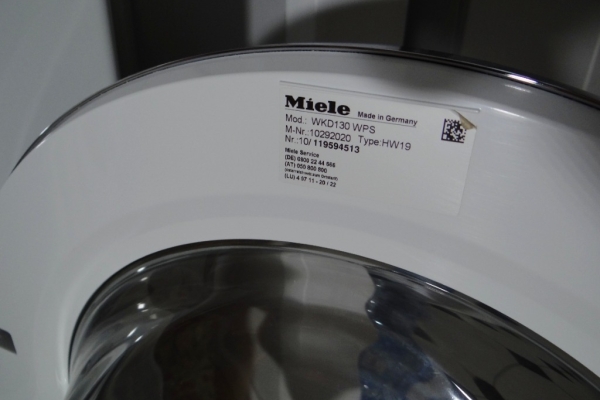 Miele Made in Germany
Mod.: WKD130 WPS
M-Nr.:10292020 Type:HW19
Nr.:10/ 119594513
Miele Service
(DE) 0800 22 44 666
(AT) 050 800 800
(LU) 4 97 11 - 20 / 22